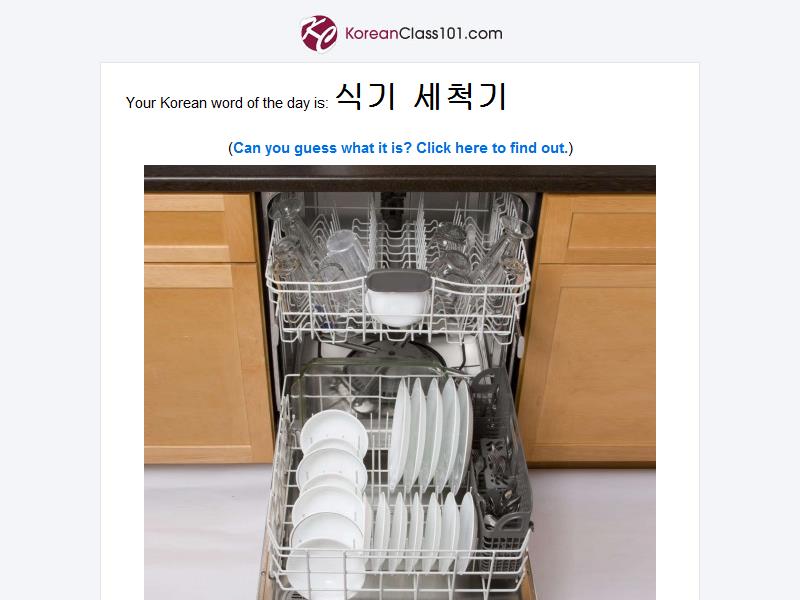 KoreanClass101.com
Your Korean word of the day is: 식기 세척기
(Can you guess what it is? Click here to find out.)